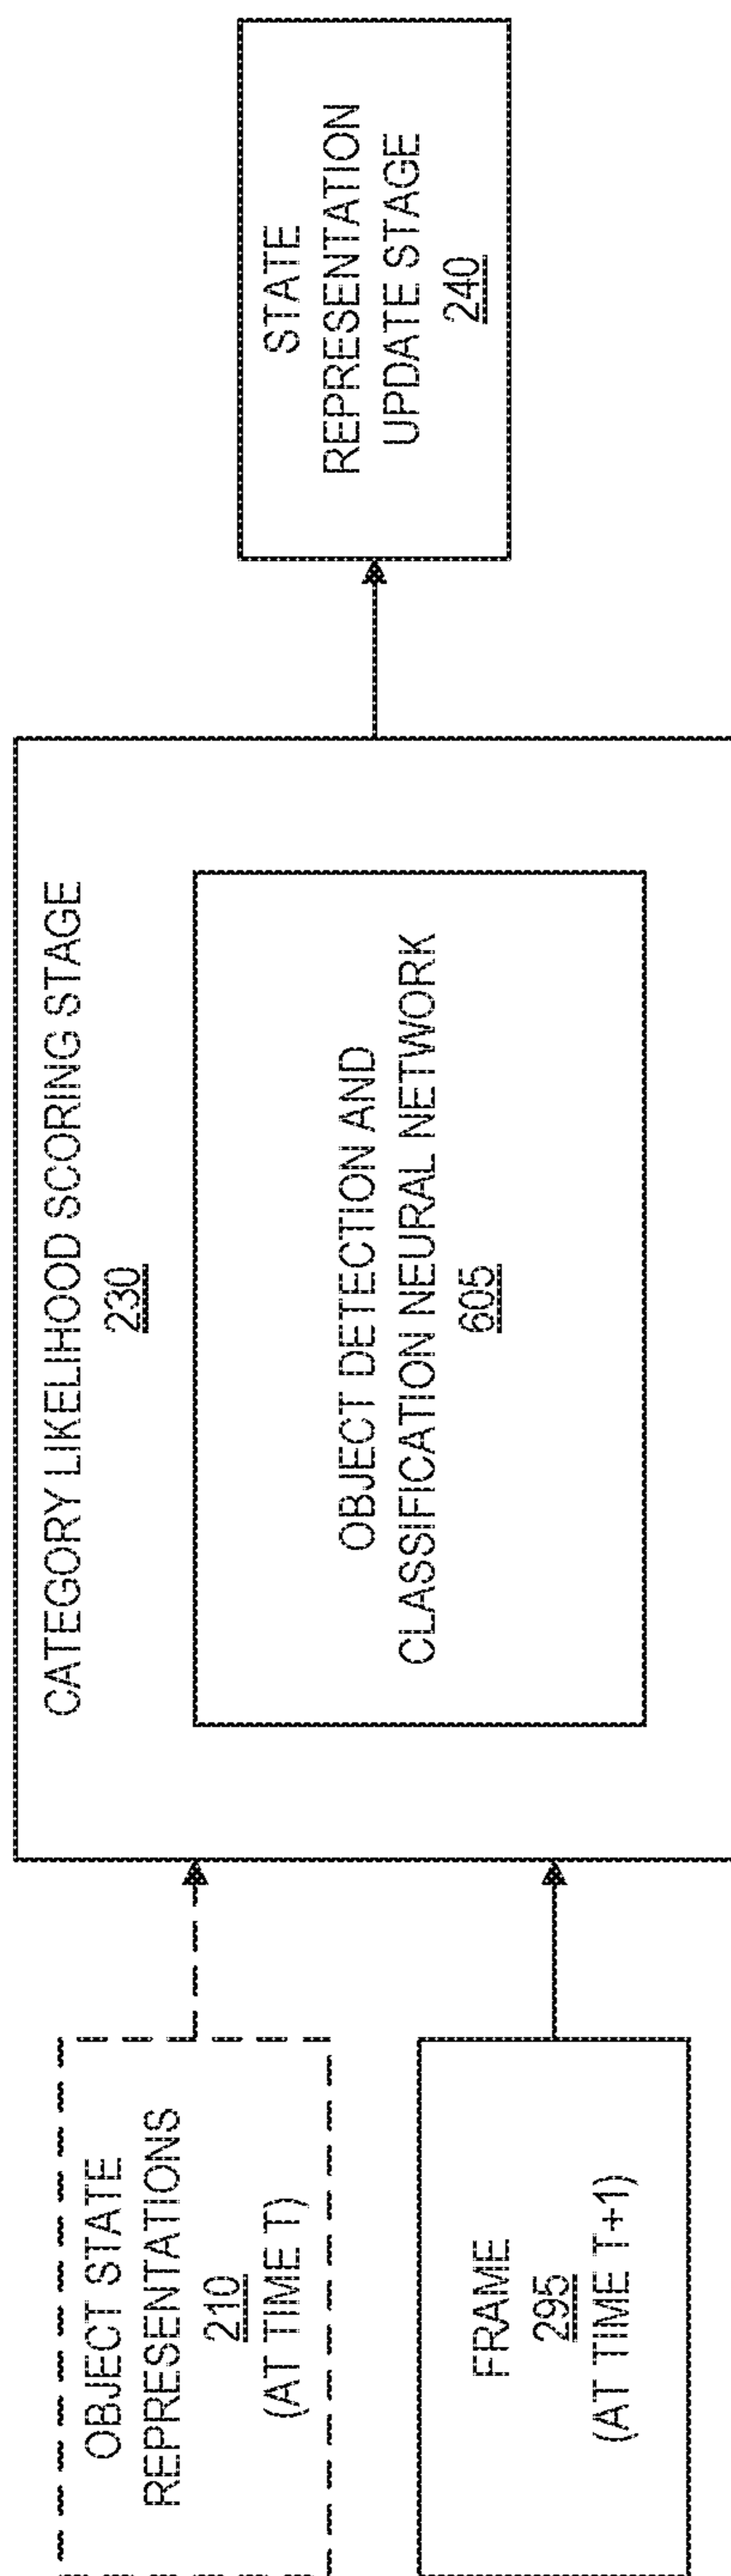 OBJECT STATE
REPRESENTATIONS
210
(AT TIME T)
FRAME
295
(AT TIME T+1)
CATEGORY LIKELIHOOD SCORING STAGE
230
OBJECT DETECTION AND
CLASSIFICATION NEURAL NETWORK
605
STATE
REPRESENTATION
UPDATE STAGE
240